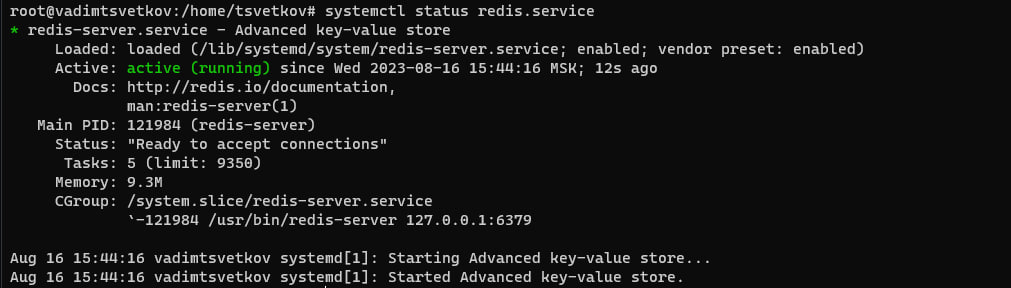 root@vadimtsvetkov:/home/tsvetkov# systemctl status redis.service
* redis-server.service - Advanced key-value store
     Loaded: loaded (/lib/systemd/system/redis-server.service; enabled; vendor preset: enabled)
     Active: active (running) since Wed 2023-08-16 15:44:16 MSK; 12s ago
       Docs: http://redis.io/documentation,
             man:redis-server(1)
   Main PID: 121984 (redis-server)
     Status: "Ready to accept connections"
      Tasks: 5 (limit: 9350)
     Memory: 9.3M
     CGroup: /system.slice/redis-server.service
             `-121984 /usr/bin/redis-server 127.0.0.1:6379

Aug 16 15:44:16 vadimtsvetkov systemd[1]: Starting Advanced key-value store...
Aug 16 15:44:16 vadimtsvetkov systemd[1]: Started Advanced key-value store.